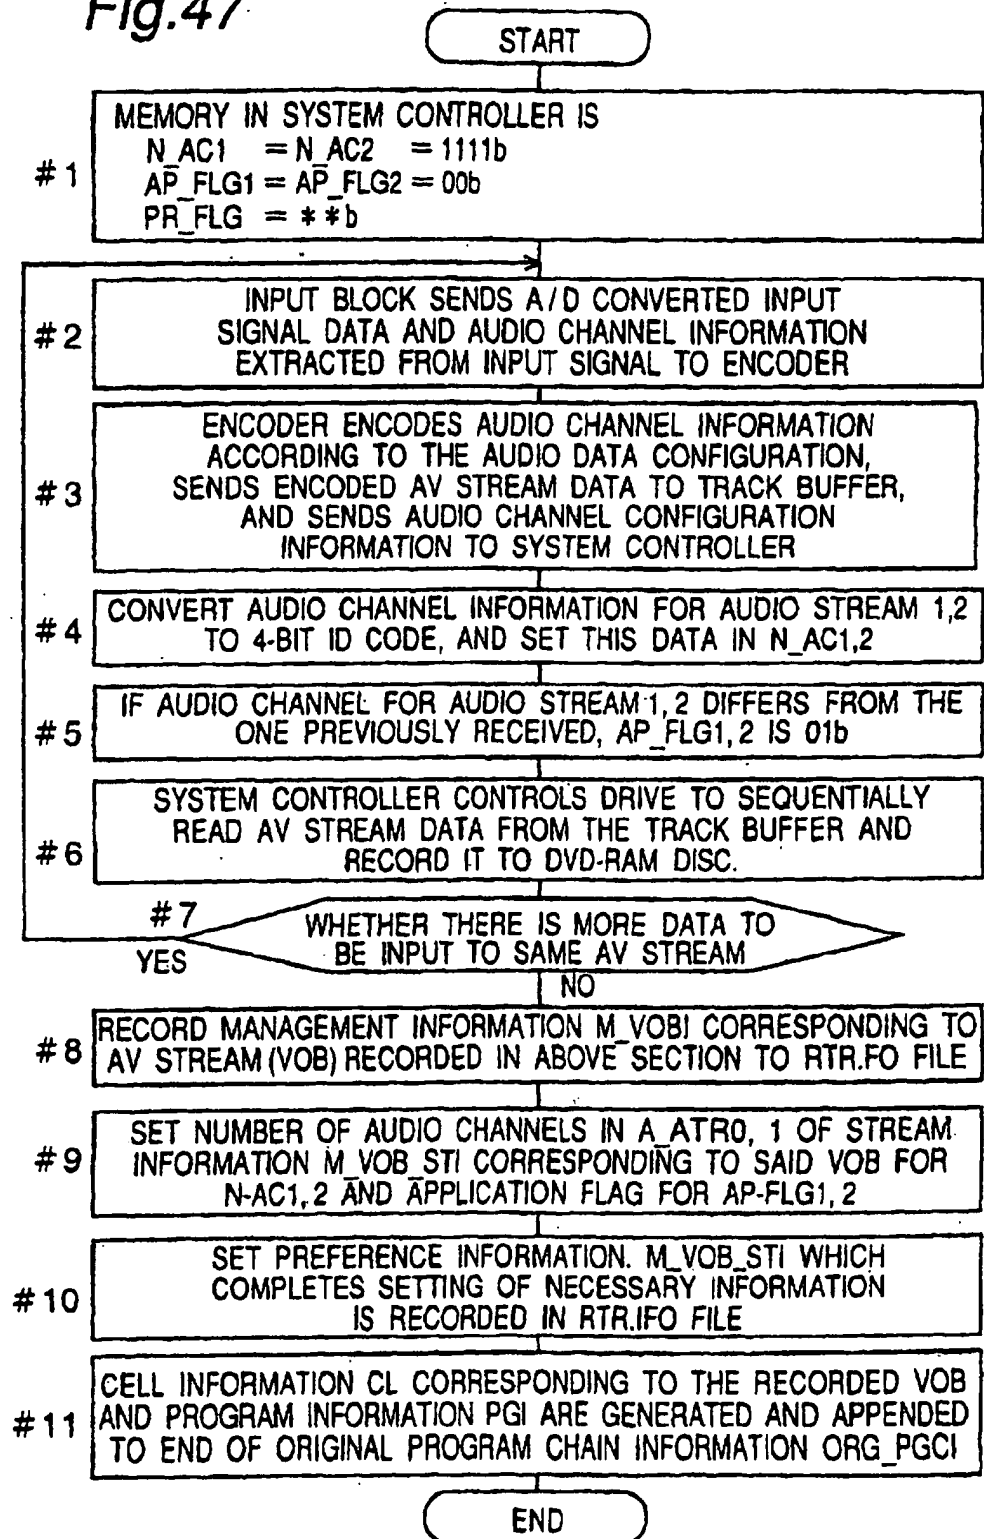 Fig.47
START
#1
MEMORY IN SYSTEM CONTROLLER IS
N_AC1 = N_AC2 = 1111b
AP_FLG1 = AP_FLG2 = 00b
PR_FLG = **b
#2
INPUT BLOCK SENDS A/D CONVERTED INPUT
SIGNAL DATA AND AUDIO CHANNEL INFORMATION
EXTRACTED FROM INPUT SIGNAL TO ENCODER
#3
ENCODER ENCODES AUDIO CHANNEL INFORMATION
ACCORDING TO THE AUDIO DATA CONFIGURATION,
SENDS ENCODED AV STREAM DATA TO TRACK BUFFER,
AND SENDS AUDIO CHANNEL CONFIGURATION
INFORMATION TO SYSTEM CONTROLLER
#4
CONVERT AUDIO CHANNEL INFORMATION FOR AUDIO STREAM 1,2
TO 4-BIT ID CODE, AND SET THIS DATA IN N_AC1,2
#5
IF AUDIO CHANNEL FOR AUDIO STREAM 1, 2 DIFFERS FROM THE
ONE PREVIOUSLY RECEIVED, AP_FLG1, 2 IS 01b
#6
SYSTEM CONTROLLER CONTROLS DRIVE TO SEQUENTIALLY
READ AV STREAM DATA FROM THE TRACK BUFFER AND
RECORD IT TO DVD-RAM DISC.
#7
WHETHER THERE IS MORE DATA TO
BE INPUT TO SAME AV STREAM
YES
NO
#8
RECORD MANAGEMENT INFORMATION M_VOBI CORRESPONDING TO
AV STREAM (VOB) RECORDED IN ABOVE SECTION TO RTR.FO FILE
#9
SET NUMBER OF AUDIO CHANNELS IN A_ATR0, 1 OF STREAM
INFORMATION M_VOB_STI CORRESPONDING TO SAID VOB FOR
N-AC1, 2 AND APPLICATION FLAG FOR AP-FLG1, 2
#10
SET PREFERENCE INFORMATION. M_VOB_STI WHICH
COMPLETES SETTING OF NECESSARY INFORMATION
IS RECORDED IN RTR.IFO FILE
#11
CELL INFORMATION CL CORRESPONDING TO THE RECORDED VOB
AND PROGRAM INFORMATION PGI ARE GENERATED AND APPENDED
TO END OF ORIGINAL PROGRAM CHAIN INFORMATION ORG_PGCI
END